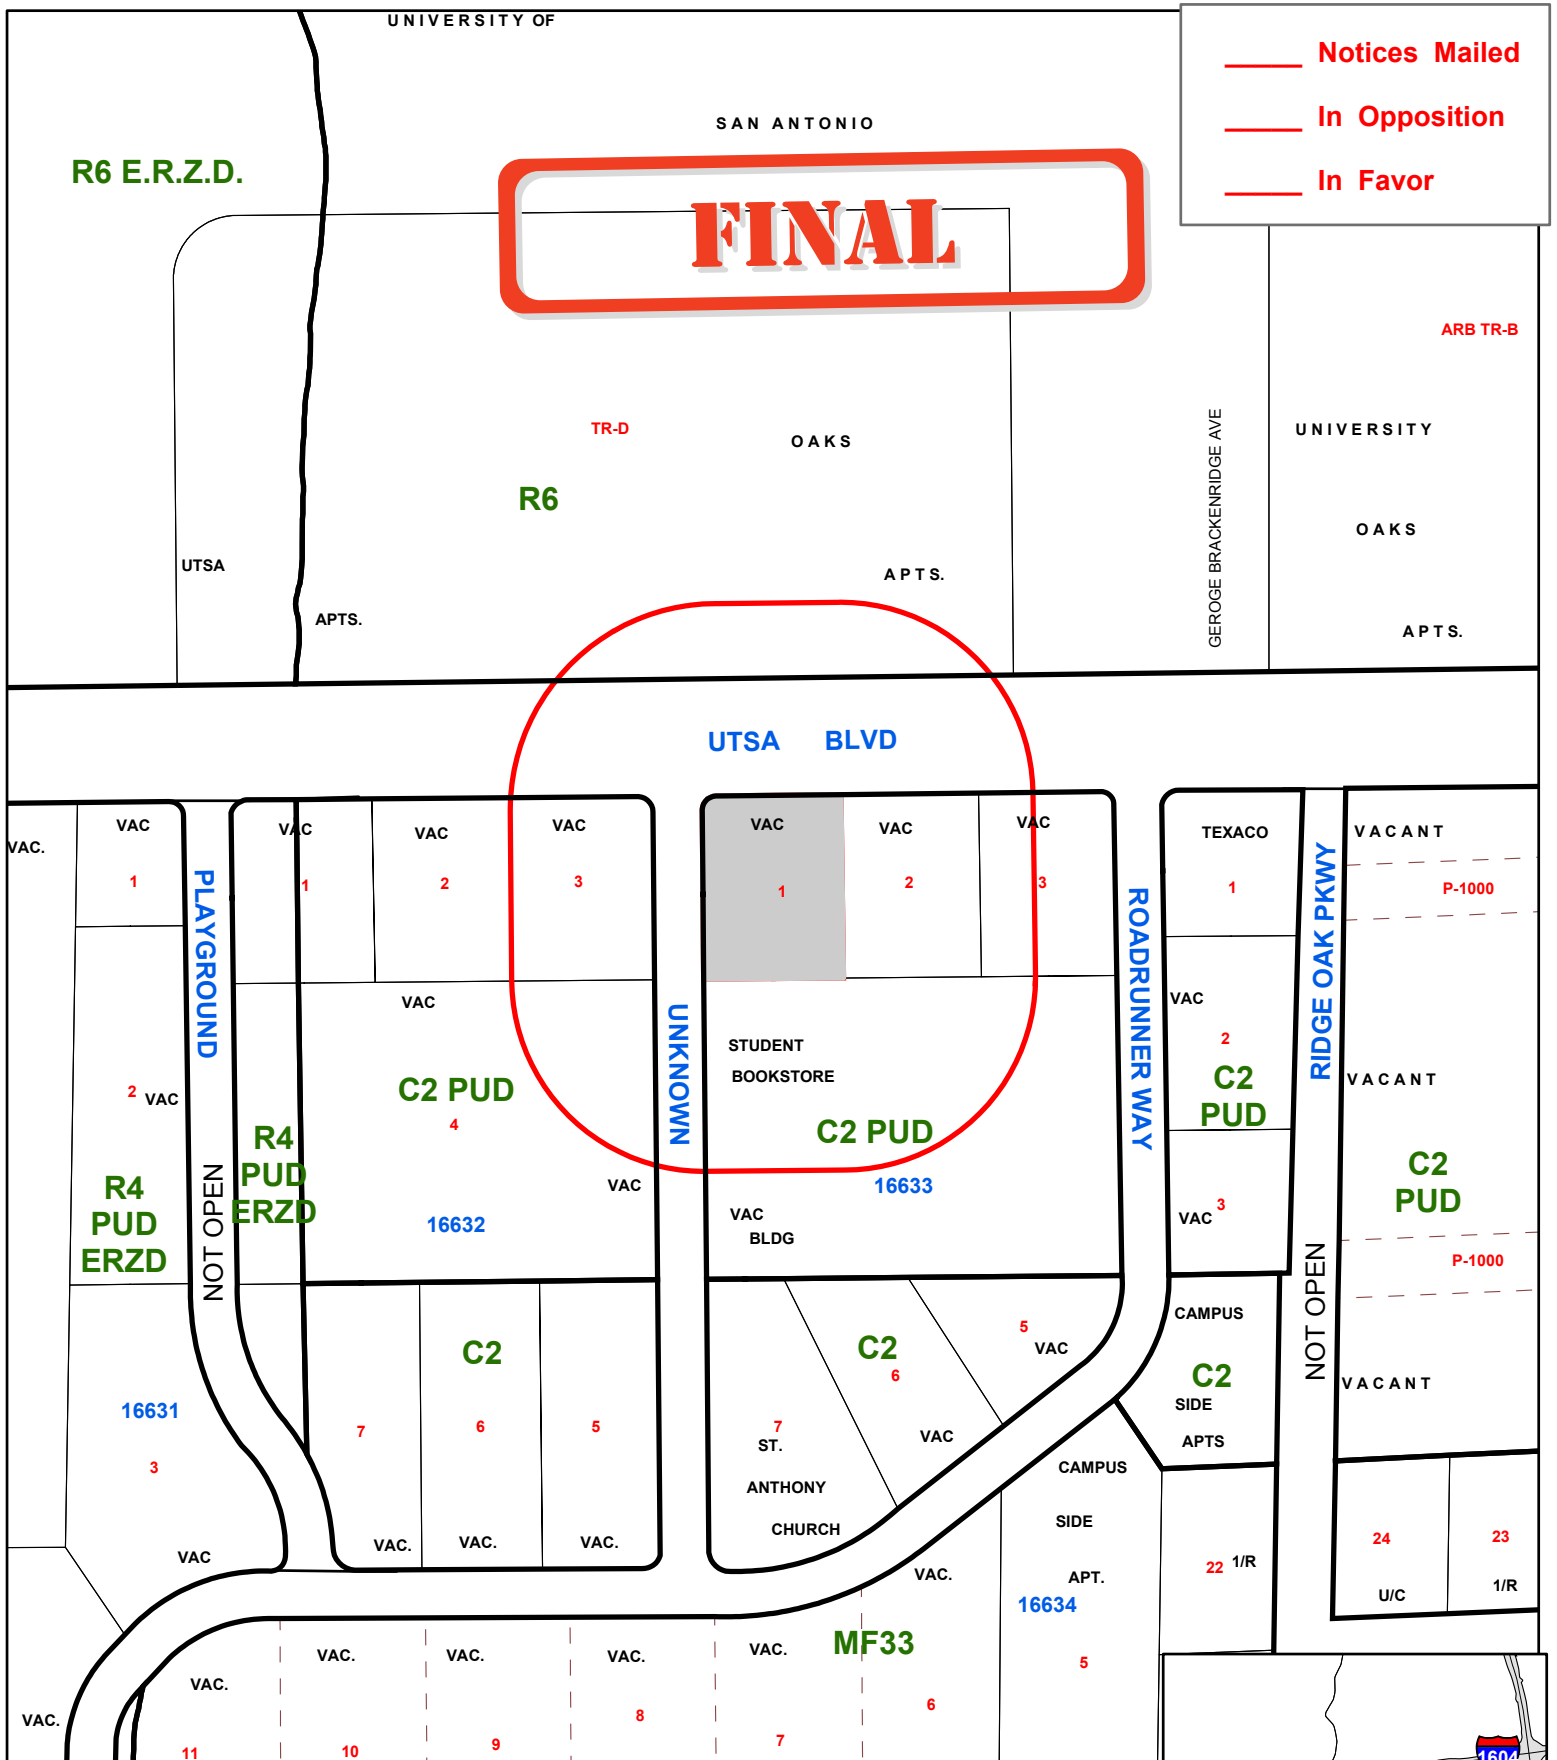 UNIVERSITY OF
____ Notices Mailed
SAN ANTONIO
____ In Opposition
R6 E.R.Z.D.
____ In Favor
FINAL
ARB TR-B
TR-D
OAKS
UNIVERSITY
GEROGE BRACKENRIDGE AVE
R6
OAKS
UTSA
APTS.
APTS.
APTS.
UTSA BLVD
VAC.
VAC
1
VAC
1
VAC
2
VAC
3
VAC
1
VAC
2
VAC
3
TEXACO
1
VACANT
P-1000
PLAYGROUND
NOT OPEN
UNKNOWN
ROADRUNNER WAY
RIDGE OAK PKWY
NOT OPEN
VAC
STUDENT
BOOKSTORE
VAC
2
C2
PUD
VACANT
2 VAC
C2 PUD
4
C2 PUD
R4
PUD
ERZD
R4
PUD
ERZD
C2
PUD
VAC
16632
16633
VAC
BLDG
VAC 3
P-1000
CAMPUS
C2
SIDE
APTS
VACANT
C2
C2
6
5
VAC
16631
3
7
6
5
7
ST.
ANTHONY
CHURCH
VAC
CAMPUS
SIDE
APT.
16634
5
VAC
VAC.
VAC.
VAC.
VAC.
22 1/R
24
U/C
23
1/R
MF33
VAC.
VAC.
VAC.
VAC.
VAC.
VAC.
11
10
9
8
7
6
1604